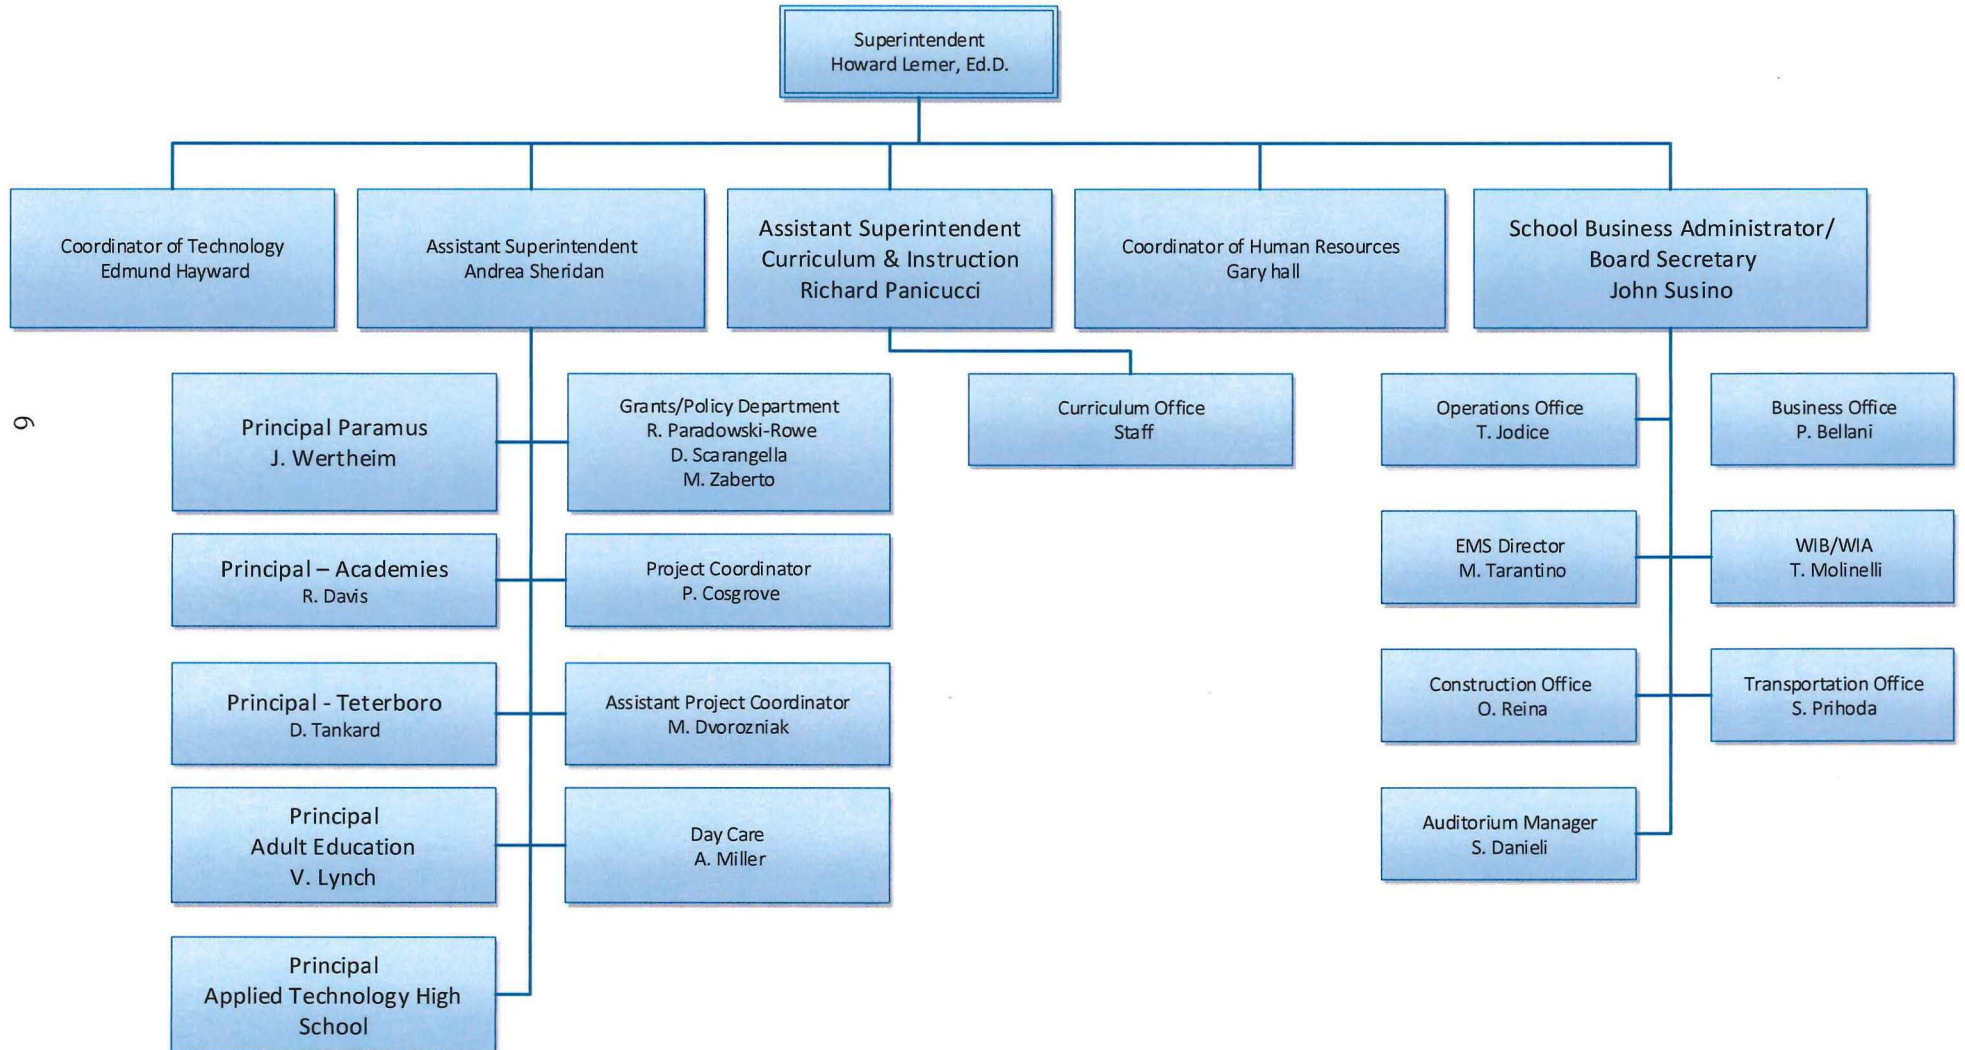 Superintendent
Howard Lerner, Ed.D.
Coordinator of Technology
Edmund Hayward
Assistant Superintendent
Andrea Sheridan
Assistant Superintendent
Curriculum & Instruction
Richard Panicucci
Coordinator of Human Resources
Gary hall
School Business Administrator/
Board Secretary
John Susino
Principal Paramus
J. Wertheim
Grants/Policy Department
R. Paradowski-Rowe
D. Scarangella
M. Zaberto
Curriculum Office
Staff
Operations Office
T. Jodice
Business Office
P. Bellani
9
Principal – Academies
R. Davis
Project Coordinator
P. Cosgrove
EMS Director
M. Tarantino
WIB/WIA
T. Molinelli
Principal - Teterboro
D. Tankard
Assistant Project Coordinator
M. Dvorozniak
Construction Office
O. Reina
Transportation Office
S. Prihoda
Principal
Adult Education
V. Lynch
Day Care
A. Miller
Auditorium Manager
S. Danieli
Principal
Applied Technology High
School